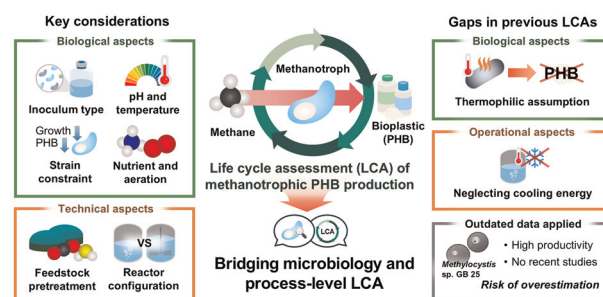 Key considerations
Biological aspects
Inoculum type
pH and
temperature
Growth
PHB
Strain
constraint
Nutrient and
aeration
Technical aspects
Feedstock
pretreatment
VS
Reactor
configuration
Methanotroph
Methane
Bioplastic
(PHB)
Life cycle assessment (LCA) of
methanotrophic PHB production
LCA
Bridging microbiology and
process-level LCA
Gaps in previous LCAs
Biological aspects
PHB
Thermophilic assumption
Operational aspects
Neglecting cooling energy
Outdated data applied
Methylocystis
sp. GB 25
• High productivity
• No recent studies
Risk of overestimation